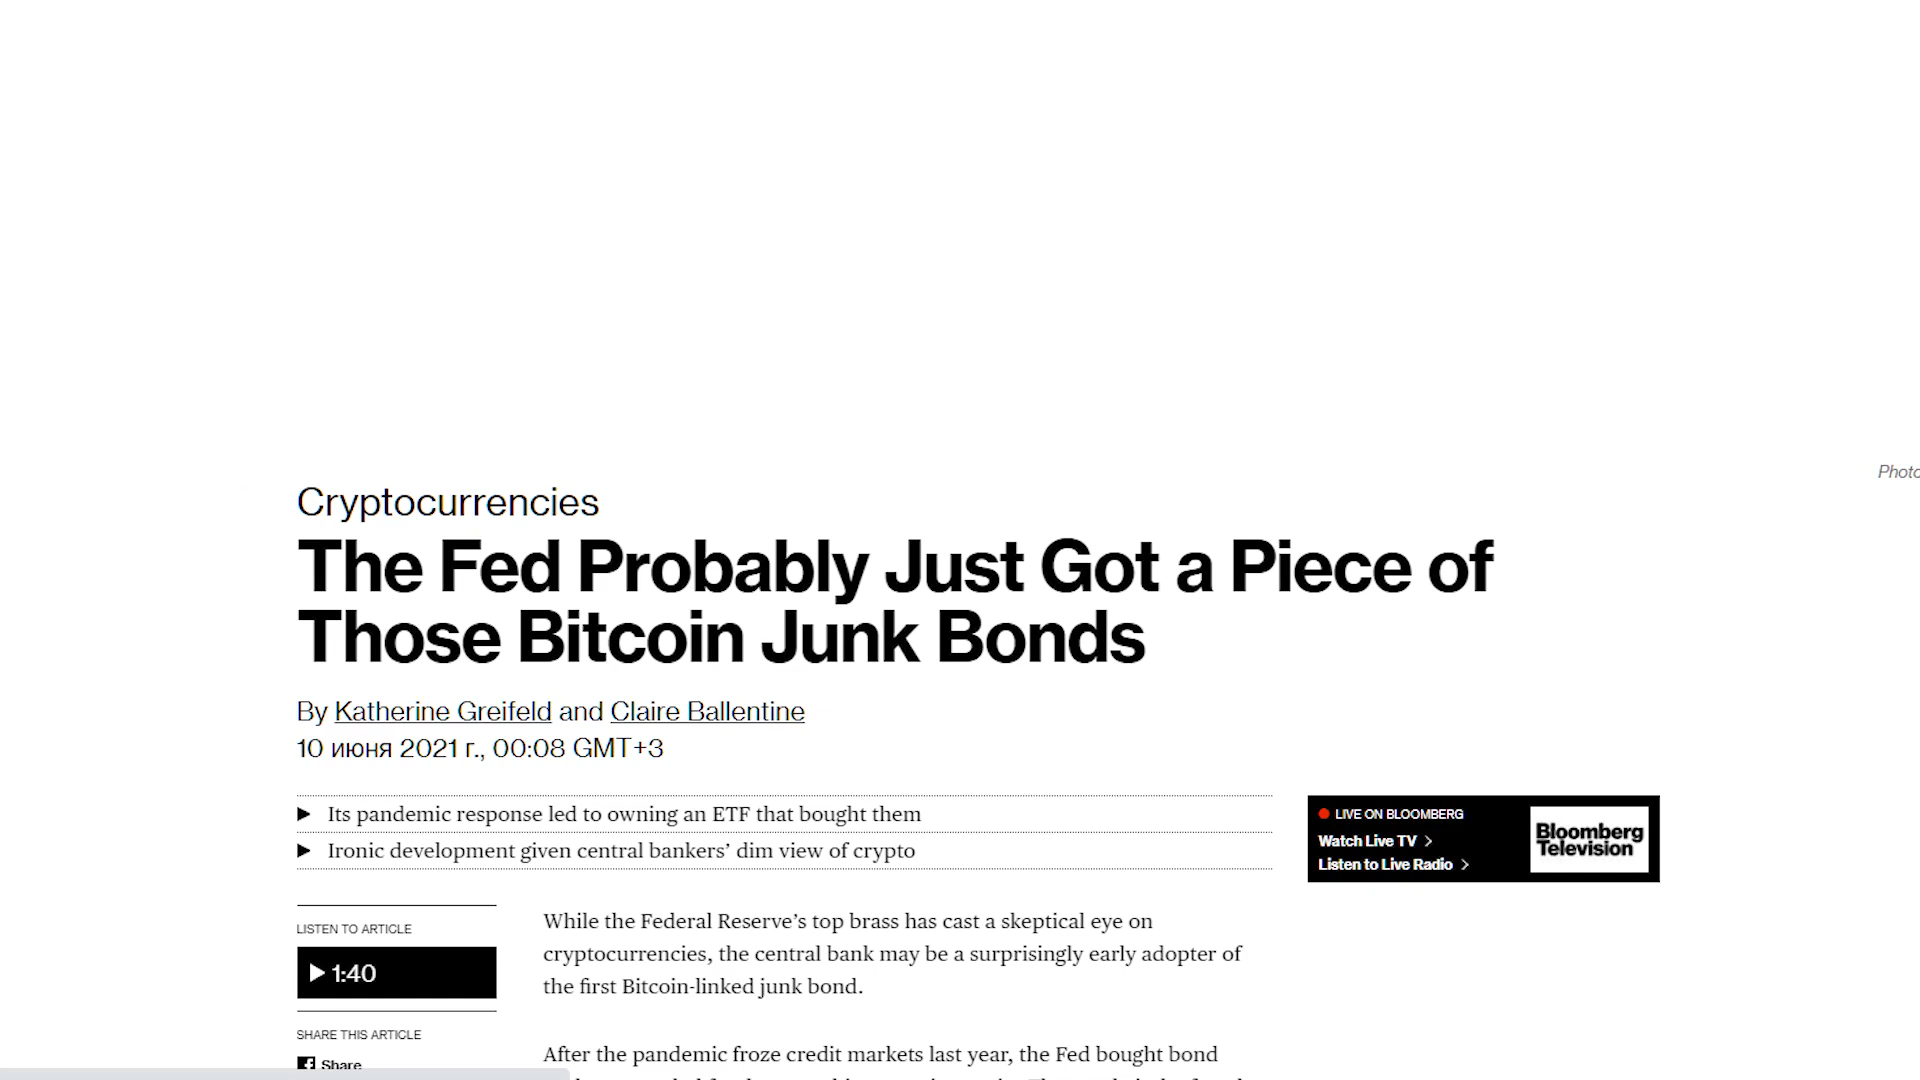 Photo
Cryptocurrencies
The Fed Probably Just Got a Piece of
Those Bitcoin Junk Bonds
By Katherine Greifeld and Claire Ballentine
10 июня 2021 г., 00:08 GMT+3
Its pandemic response led to owning an ETF that bought them
Ironic development given central bankers’ dim view of crypto
LIVE ON BLOOMBERG
Watch Live TV
Listen to Live Radio
Bloomberg
Television
LISTEN TO ARTICLE
1:40
SHARE THIS ARTICLE
Share
While the Federal Reserve’s top brass has cast a skeptical eye on
cryptocurrencies, the central bank may be a surprisingly early adopter of
the first Bitcoin-linked junk bond.
After the pandemic froze credit markets last year, the Fed bought bond